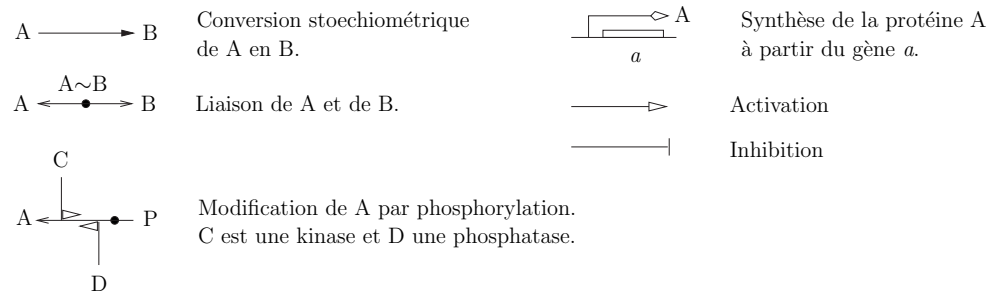 A B
Conversion stoechiométrique
de A en B.
A∼B
A B
Liaison de A et de B.
C
A P
D
Modification de A par phosphorylation.
C est une kinase et D une phosphatase.
A
a
Synthèse de la protéine A
à partir du gène a.
Activation
Inhibition